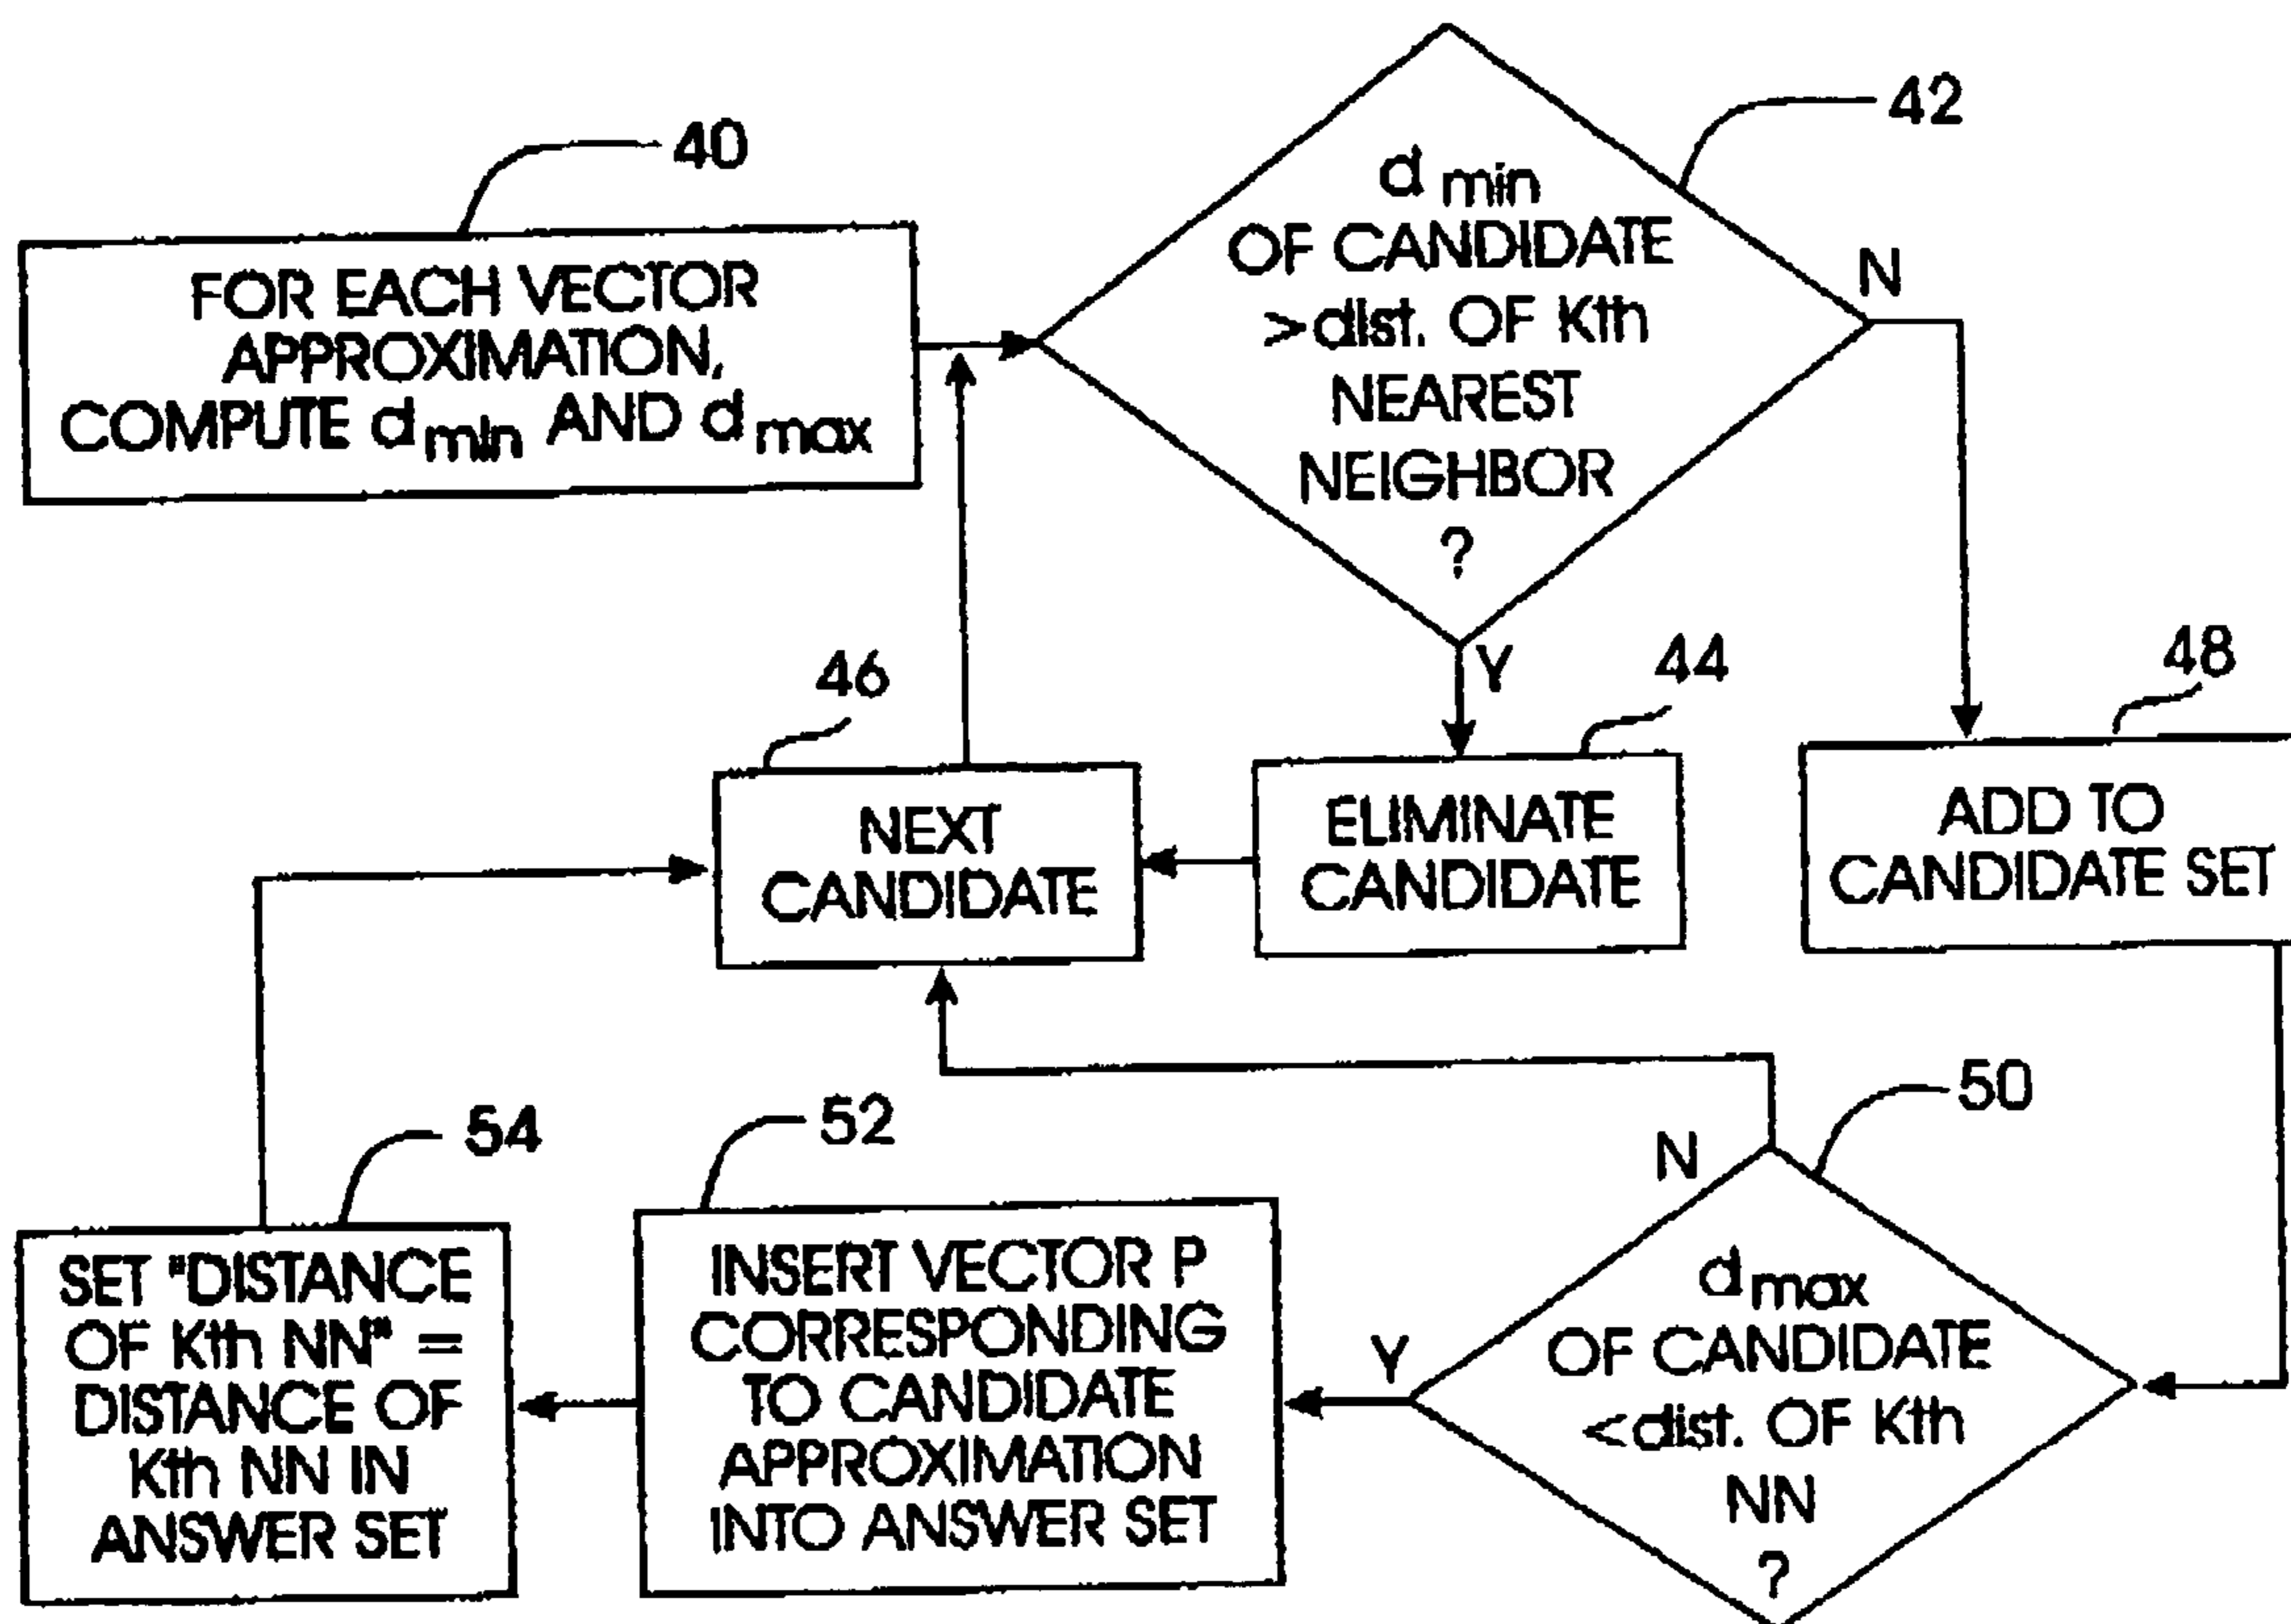 40
FOR EACH VECTOR
APPROXIMATION,
COMPUTE d min AND d max
42
d min
OF CANDIDATE
>dist. OF Kth
NEAREST
NEIGHBOR
?
N
Y
46
NEXT
CANDIDATE
44
ELIMINATE
CANDIDATE
48
ADD TO
CANDIDATE SET
54
SET "DISTANCE
OF Kth NN" =
DISTANCE OF
Kth NN IN
ANSWER SET
52
INSERT VECTOR P
CORRESPONDING
TO CANDIDATE
APPROXIMATION
INTO ANSWER SET
50
N
Y
d max
OF CANDIDATE
<dist. OF Kth
NN
?